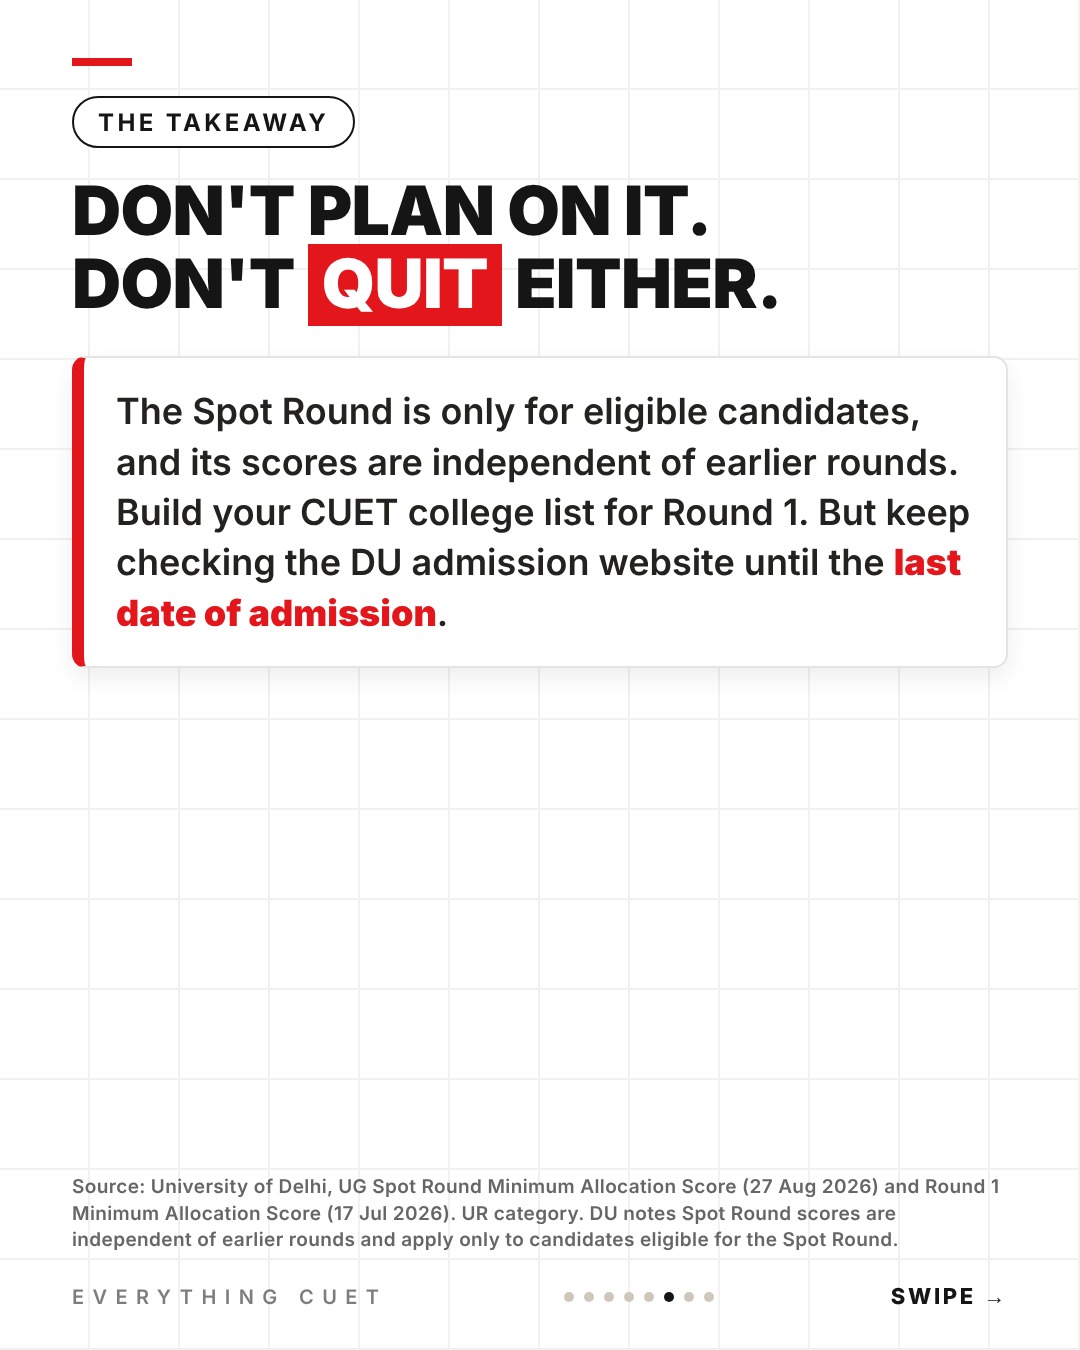 THE TAKEAWAY
DON'T PLAN ON IT.
DON'T QUIT EITHER.
The Spot Round is only for eligible candidates,
and its scores are independent of earlier rounds.
Build your CUET college list for Round 1. But keep
checking the DU admission website until the last
date of admission.
Source: University of Delhi, UG Spot Round Minimum Allocation Score (27 Aug 2026) and Round 1
Minimum Allocation Score (17 Jul 2026). UR category. DU notes Spot Round scores are
independent of earlier rounds and apply only to candidates eligible for the Spot Round.
EVERYTHING CUET
SWIPE →